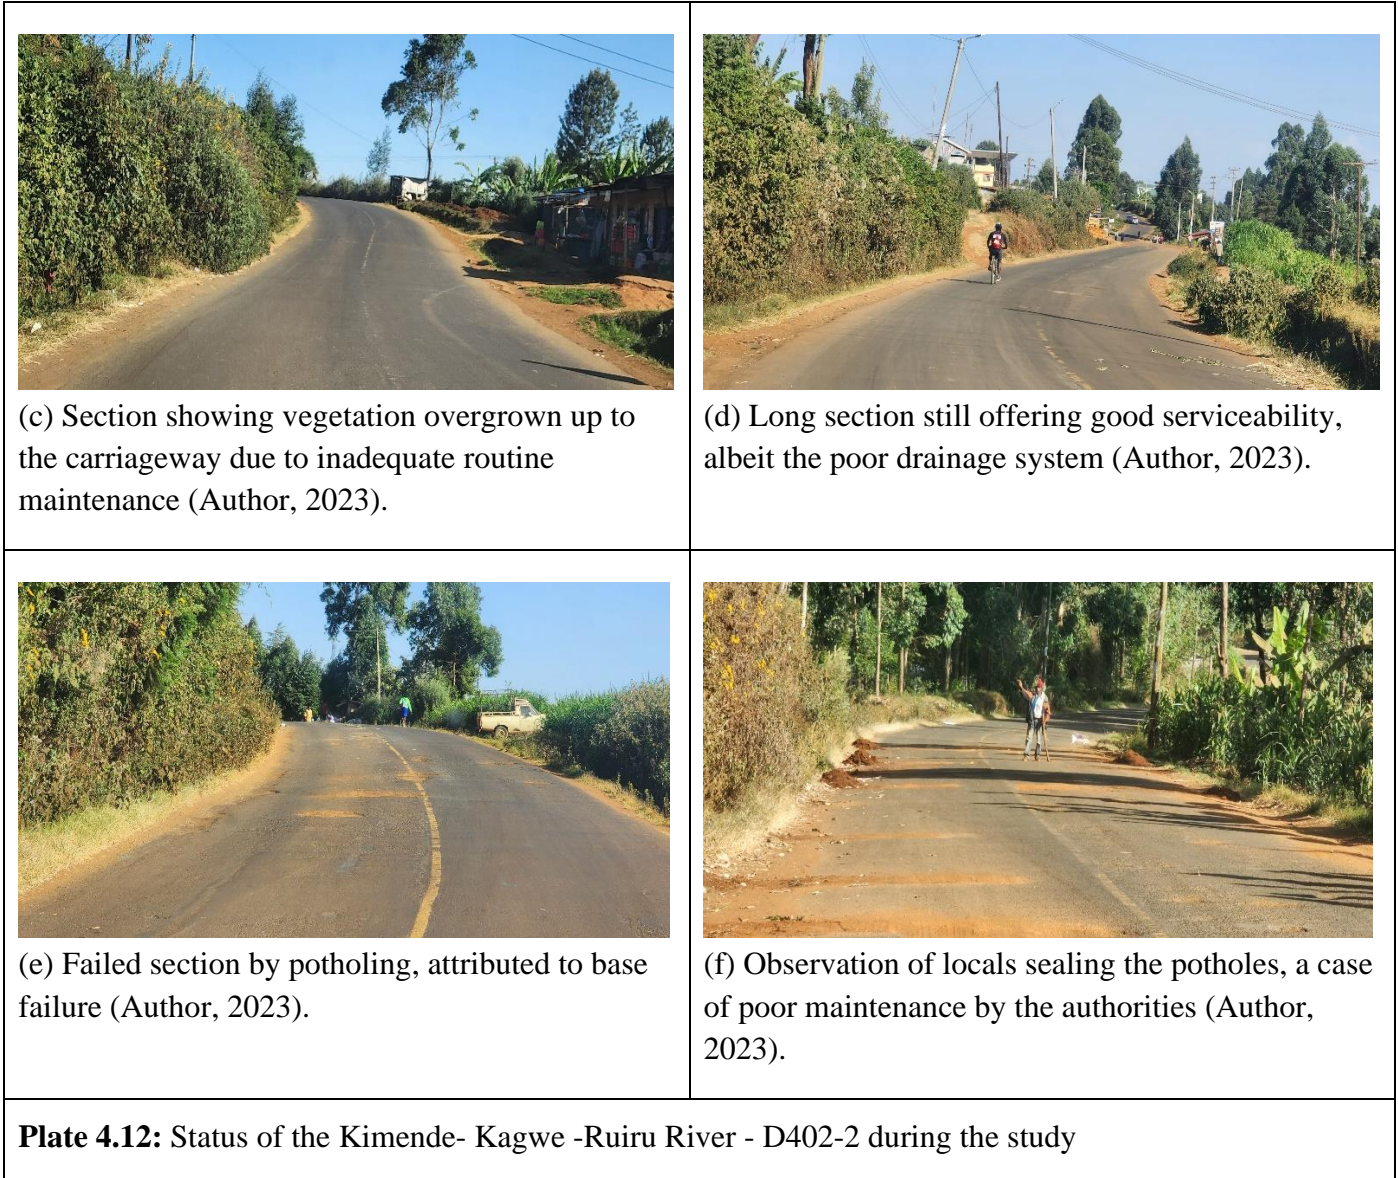 (c) Section showing vegetation overgrown up to
the carriageway due to inadequate routine
maintenance (Author, 2023).
(d) Long section still offering good serviceability,
albeit the poor drainage system (Author, 2023).
(e) Failed section by potholing, attributed to base
failure (Author, 2023).
(f) Observation of locals sealing the potholes, a case
of poor maintenance by the authorities (Author,
2023).
Plate 4.12: Status of the Kimende- Kagwe -Ruiru River - D402-2 during the study